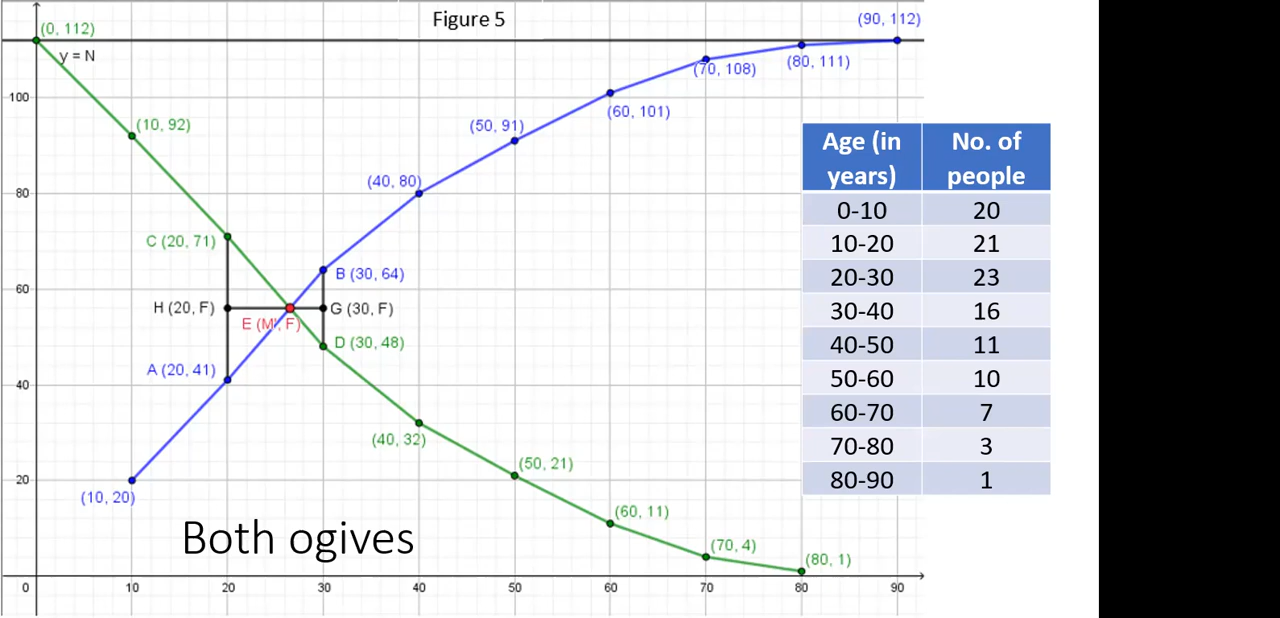 Figure 5
(0, 112)
(90, 112)
y = N
(70, 108)
(80, 111)
100
(60, 101)
(10, 92)
(50, 91)
80
(40, 80)
C (20, 71)
B (30, 64)
60
H (20, F)
G (30, F)
E (M', F)
D (30, 48)
A (20, 41)
40
(40, 32)
(50, 21)
20
(10, 20)
(60, 11)
Both ogives
(70, 4)
(80, 1)
0 10 20 30 40 50 60 70 80 90
Age (in years) No. of people
0-10 20
10-20 21
20-30 23
30-40 16
40-50 11
50-60 10
60-70 7
70-80 3
80-90 1